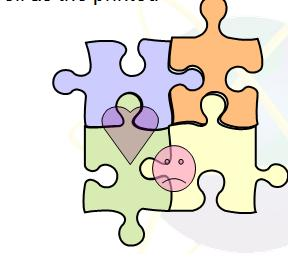 as the printed